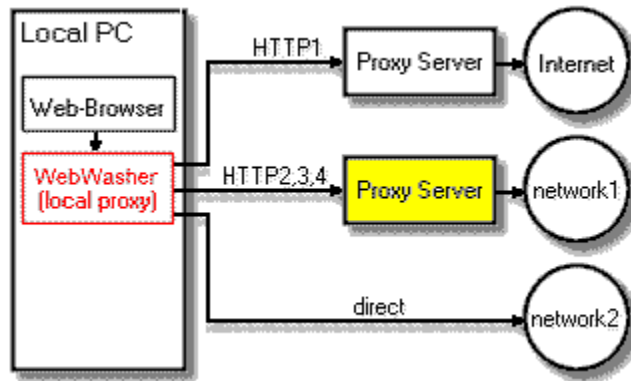 Local PC
Web-Browser
WebWasher
(local proxy)
HTTP1
Proxy Server
Internet
HTTP2,3,4
Proxy Server
network1
direct
network2